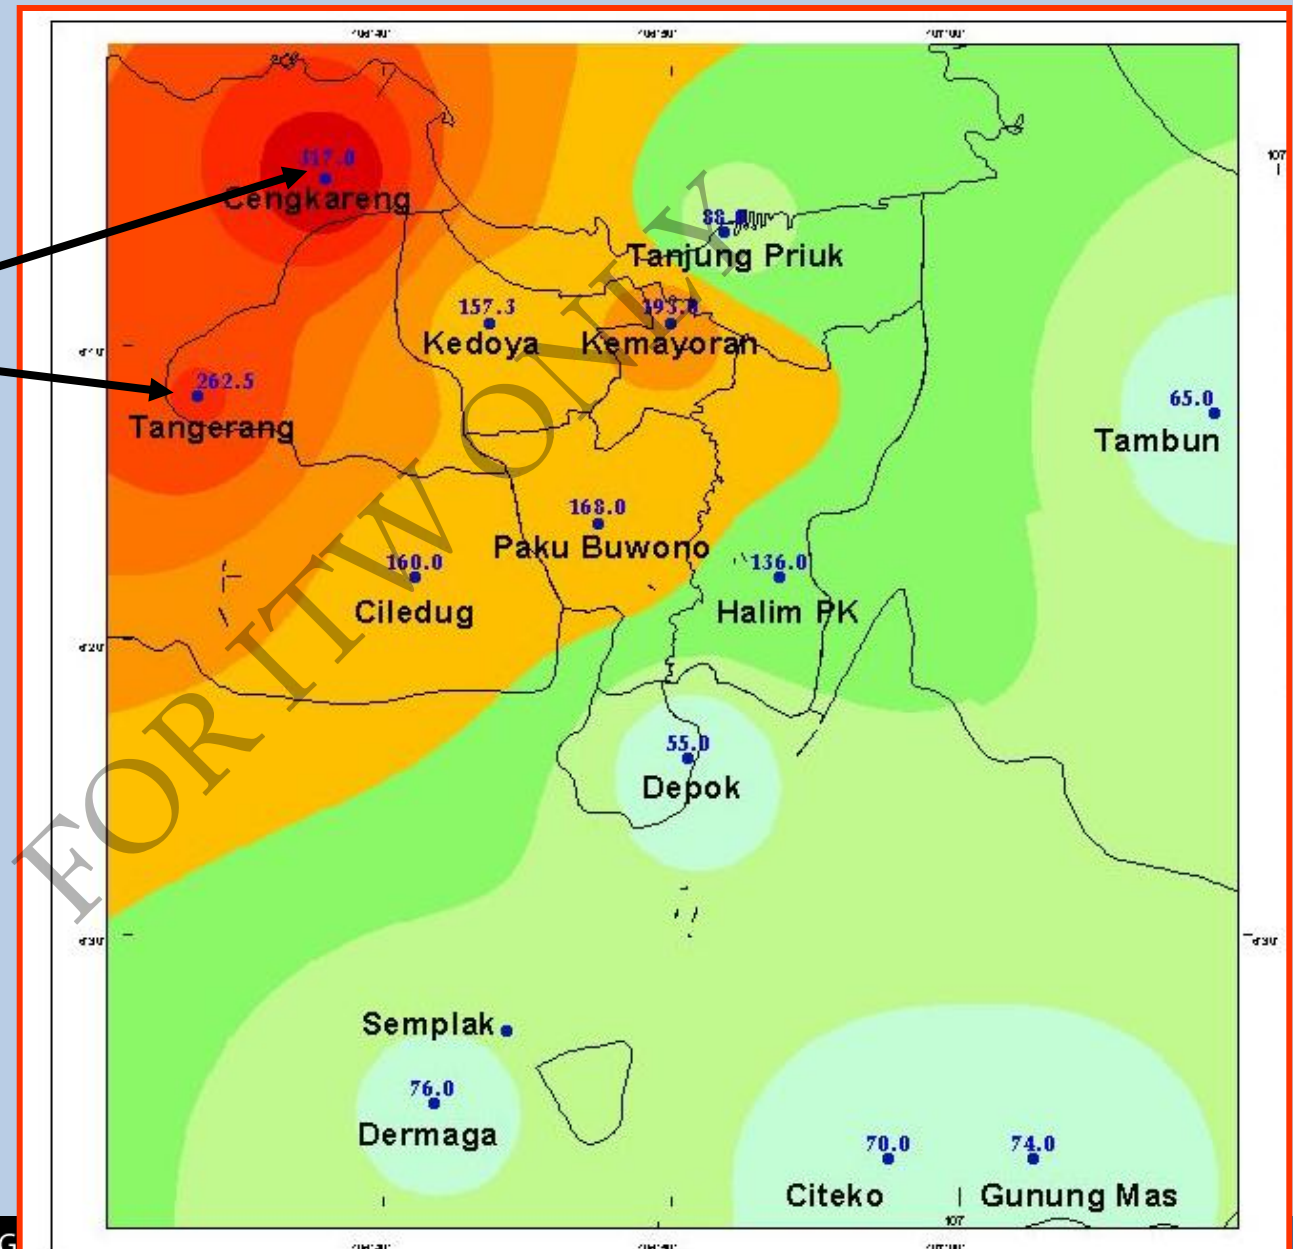 317.0
Cengkareng
88.0
Tanjung Priuk
157.3
Kedoya
193.0
Kemayoran
262.5
Tangerang
65.0
Tambun
168.0
Paku Buwono
160.0
Ciledug
136.0
Halim PK
55.0
Depok
Semplak
76.0
Dermaga
70.0
Citeko
74.0
Gunung Mas
107
107
FOR ITW ONLY
G